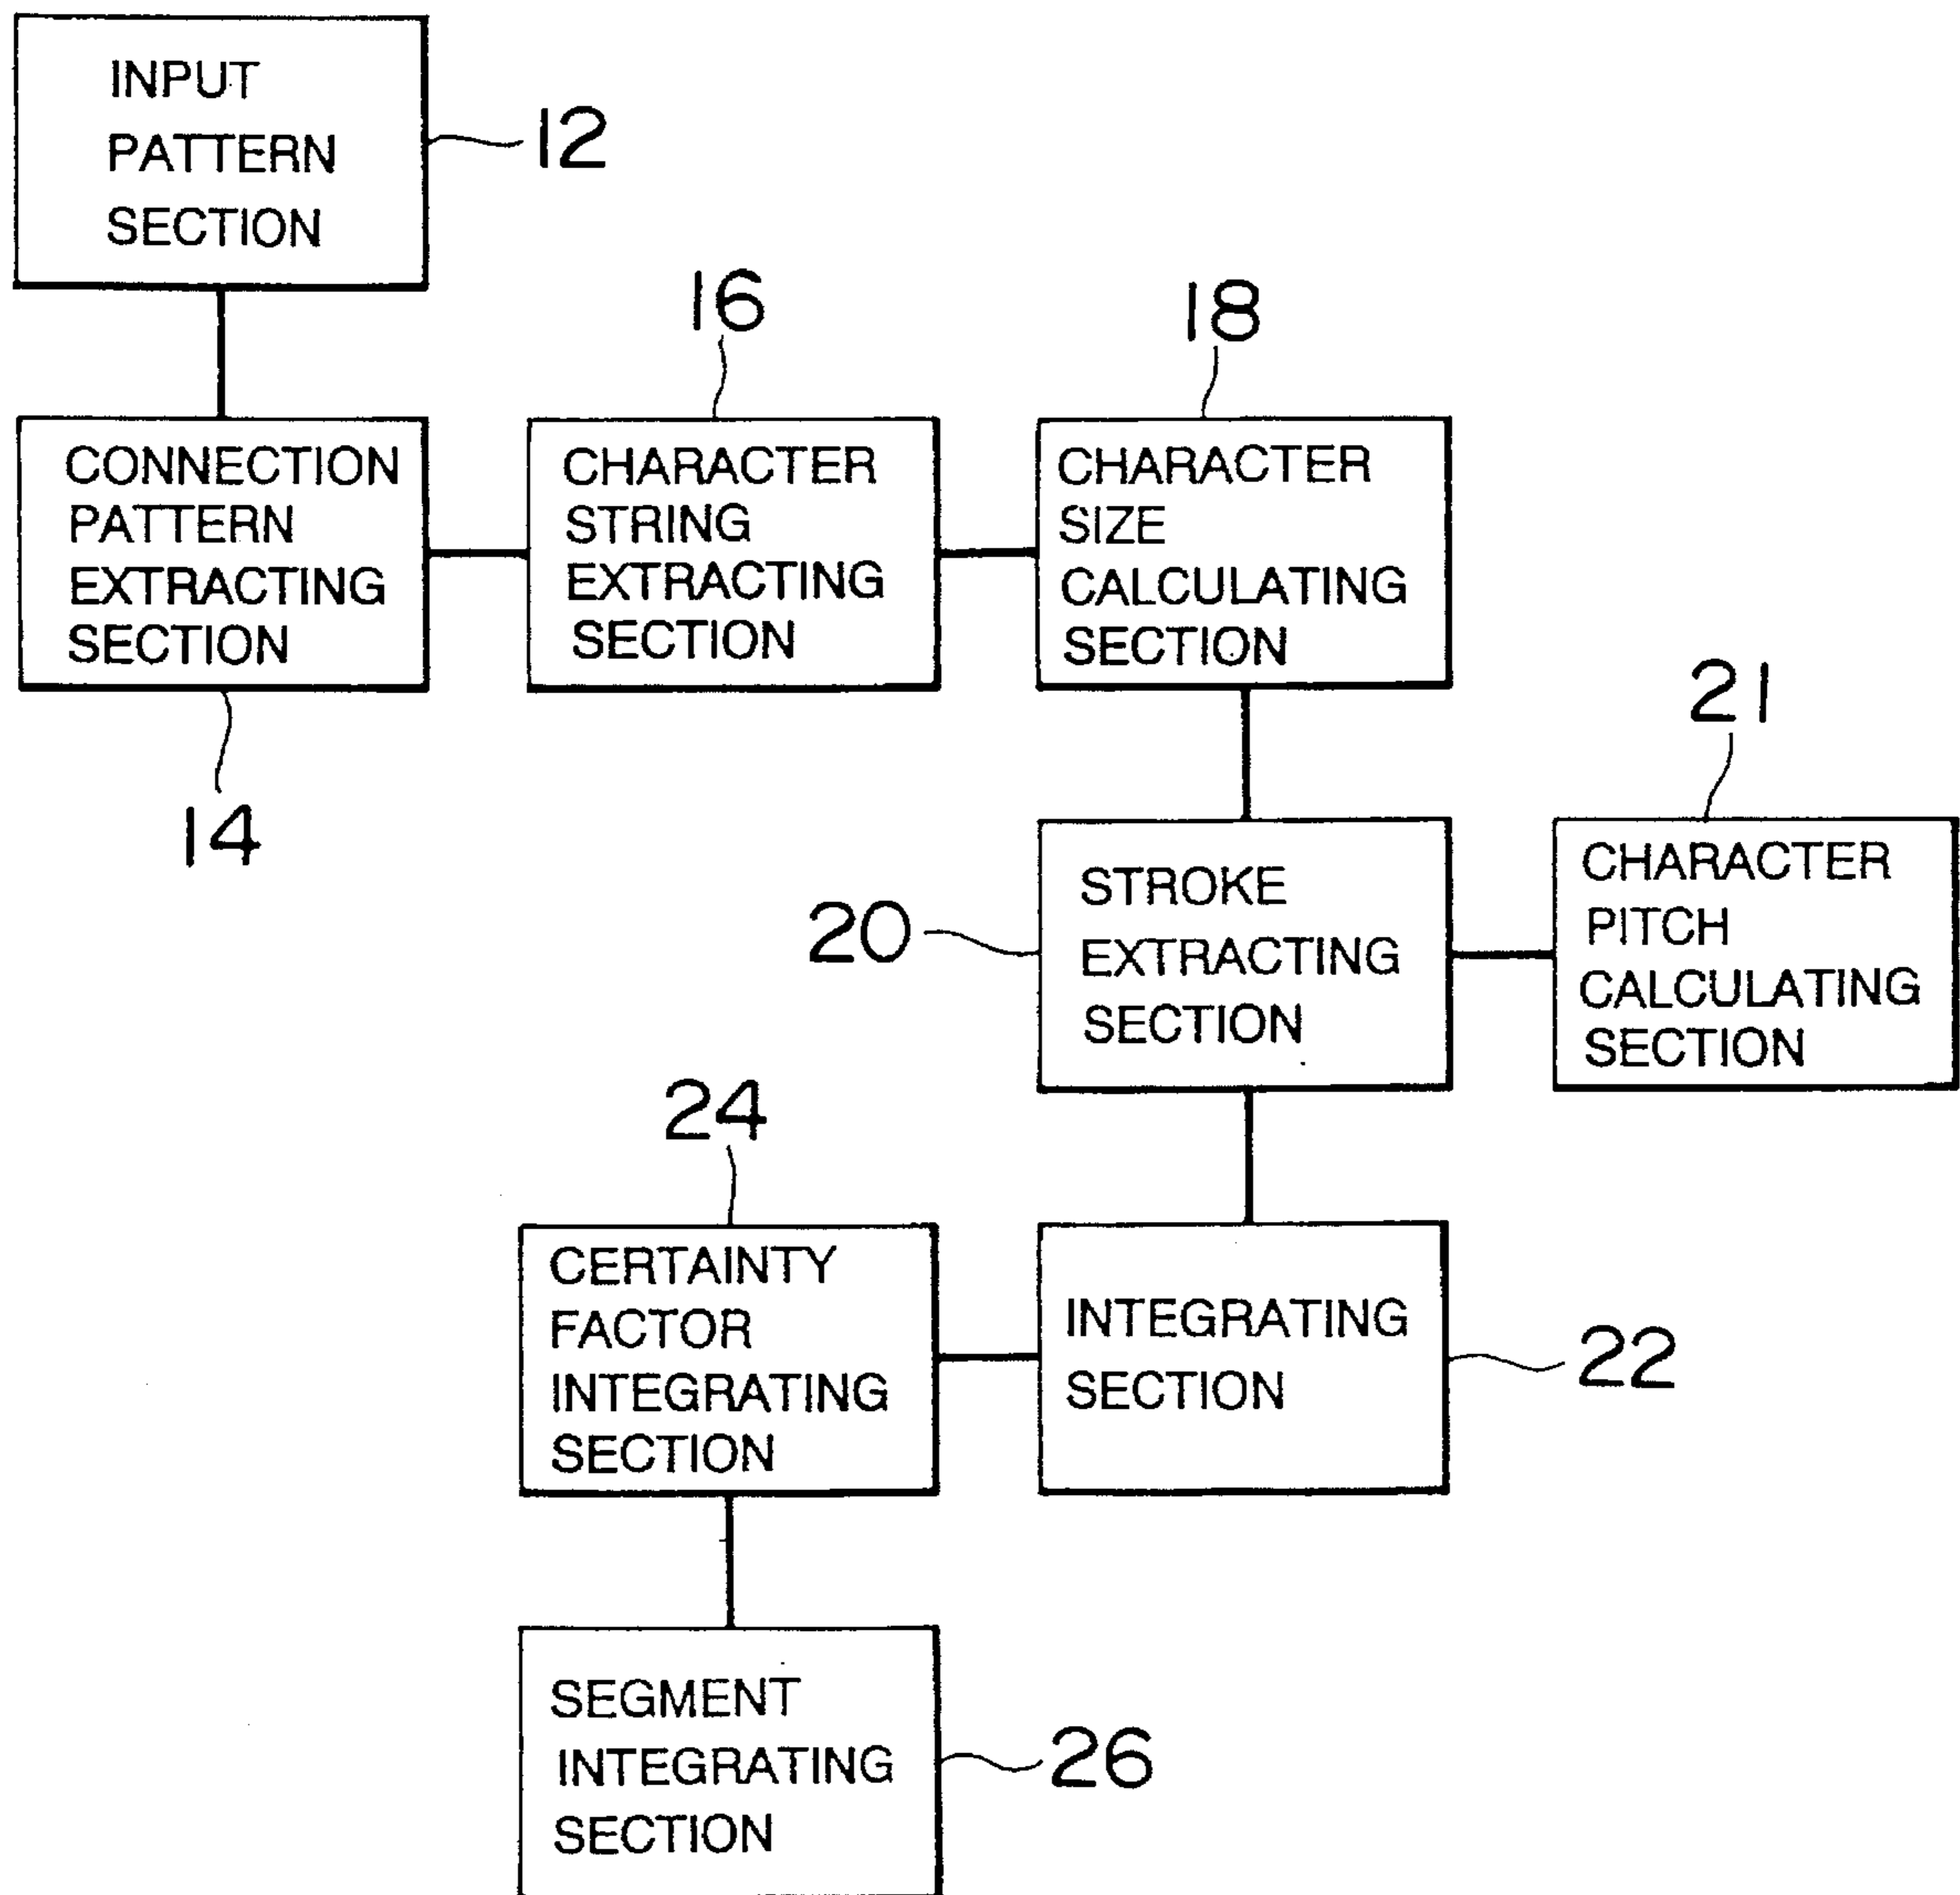 INPUT
PATTERN
SECTION
12
16
18
CONNECTION
PATTERN
EXTRACTING
SECTION
14
CHARACTER
STRING
EXTRACTING
SECTION
CHARACTER
SIZE
CALCULATING
SECTION
21
20
STROKE
EXTRACTING
SECTION
CHARACTER
PITCH
CALCULATING
SECTION
24
CERTAINTY
FACTOR
INTEGRATING
SECTION
INTEGRATING
SECTION
22
SEGMENT
INTEGRATING
SECTION
26